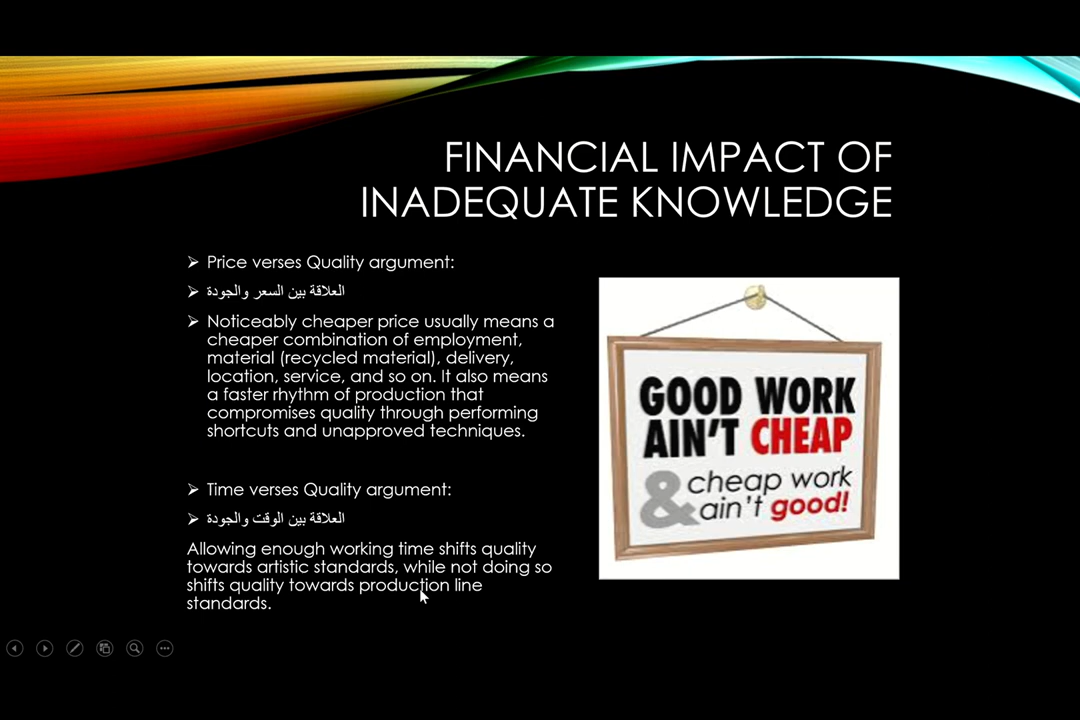 FINANCIAL IMPACT OF
INADEQUATE KNOWLEDGE
Price verses Quality argument:
العلاقة بين السعر والجودة
Noticeably cheaper price usually means a
cheaper combination of employment,
material (recycled material), delivery,
location, service, and so on. It also means
a faster rhythm of production that
compromises quality through performing
shortcuts and unapproved techniques.
Time verses Quality argument:
العلاقة بين الوقت والجودة
Allowing enough working time shifts quality
towards artistic standards, while not doing so
shifts quality towards production line
standards.
GOOD WORK
AIN'T CHEAP
& cheap work
ain't good!